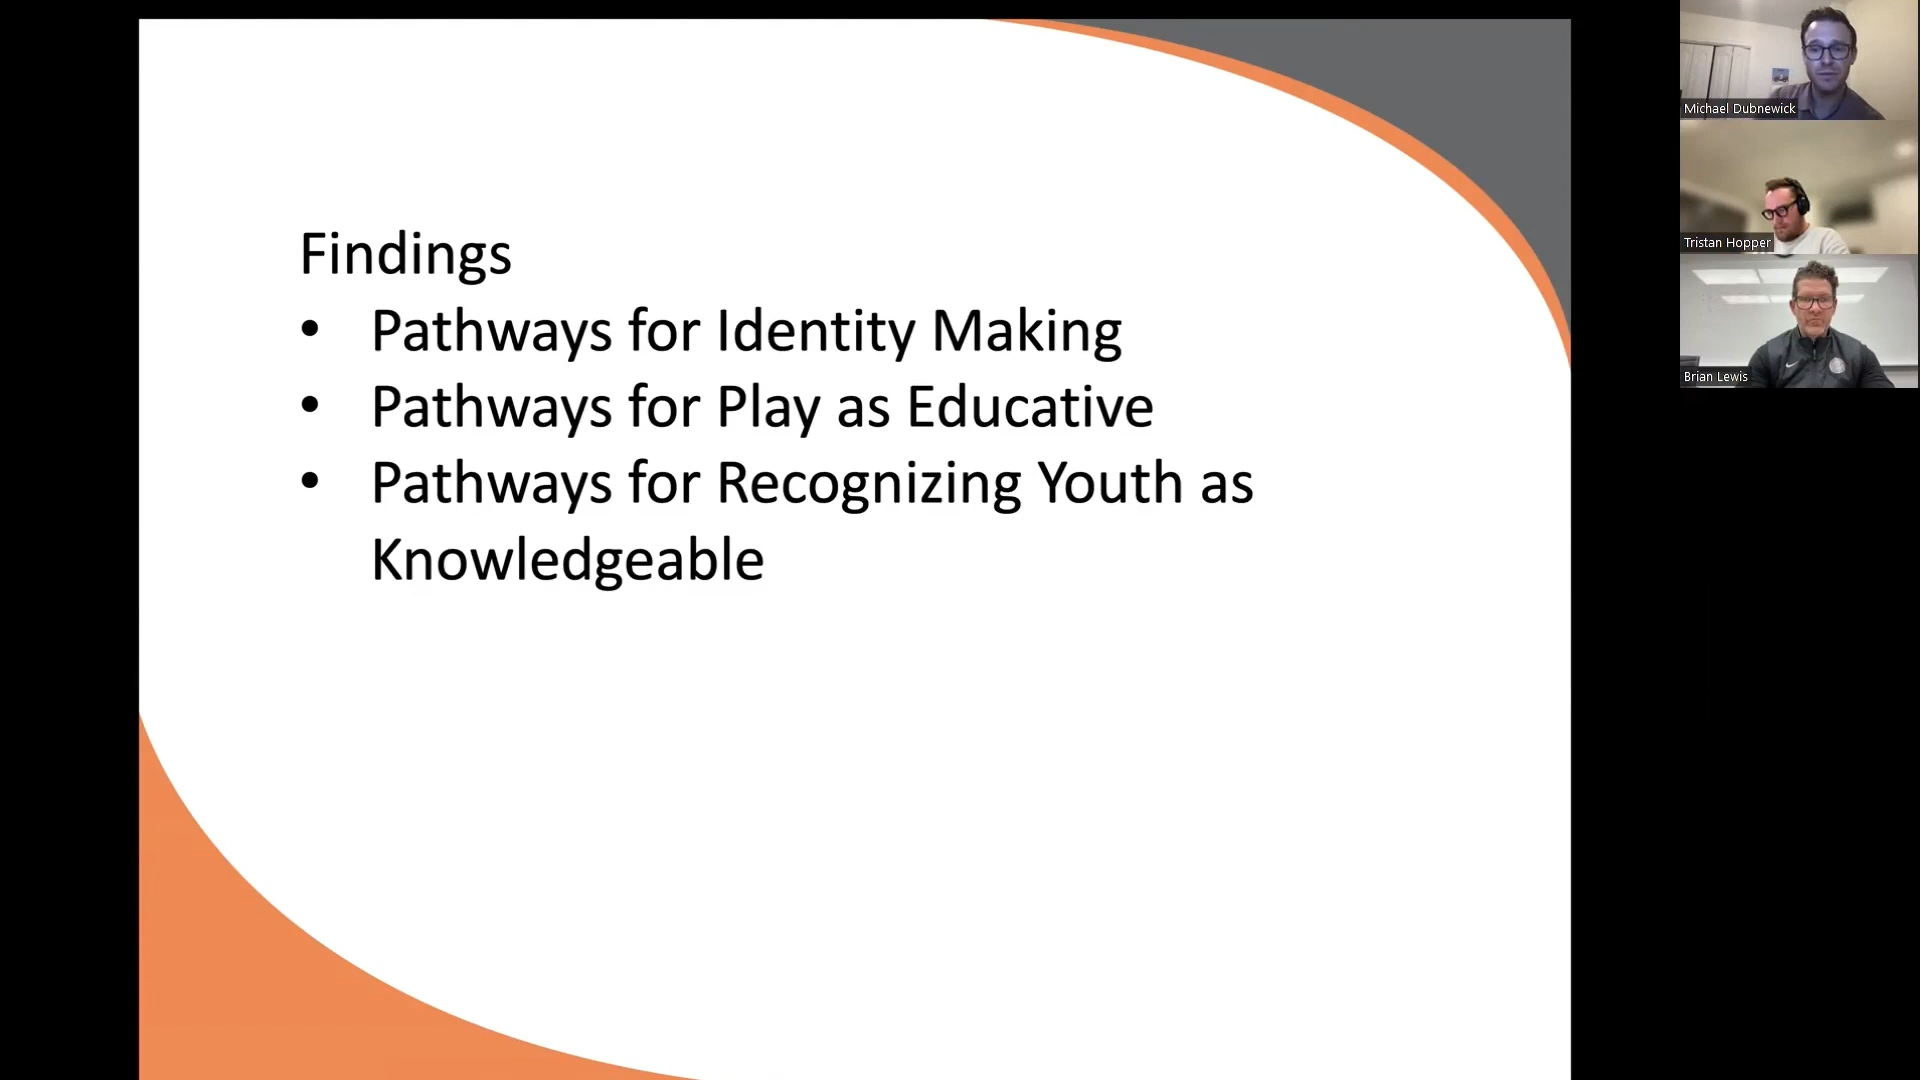 Findings
• Pathways for Identity Making
• Pathways for Play as Educative
• Pathways for Recognizing Youth as
Knowledgeable
Michael Dubnewick
Tristan Hopper
Brian Lewis